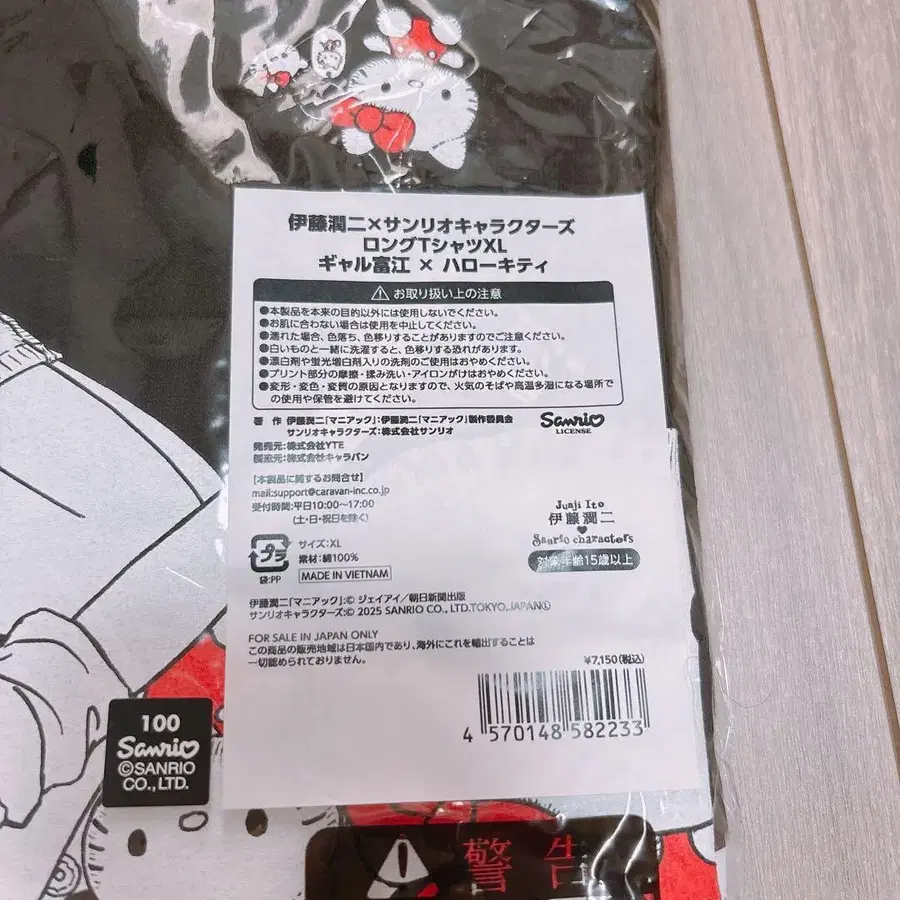 伊藤潤二×サンリオキャラクターズ
ロングTシャツXL
ギャル富江 × ハローキティ
お取り扱い上の注意
●本製品を本来の目的以外には使用しないでください。
●お肌に合わない場合は使用を中止してください。
●濡れた場合、色落ち、色移りすることがありますのでご注意ください。
●白いものと一緒に洗濯すると、色移りする恐れがあります。
●漂白剤や蛍光増白剤入りの洗剤のご使用はおやめください。
●プリント部分の摩擦・揉み洗い・アイロンがけはおやめください。
●変形・変色・変質の原因となりますので、火気のそばや高温多湿になる場所で
の使用や保管を避けてください。
著 作 伊藤潤二『マニアック』:伊藤潤二『マニアック』製作委員会
サンリオキャラクターズ:株式会社サンリオ
発売元:株式会社YTE
製造元:株式会社キャラバン
Sanrio
LICENSE
【本製品に関するお問合せ】
mail:support@caravan-inc.co.jp
受付時間:平日10:00～17:00
(土・日・祝日を除く)
Junji Ito
伊藤潤二
Sanrio characters
対象年齢15歳以上
プラ
袋:PP
サイズ:XL
素材:綿100%
MADE IN VIETNAM
伊藤潤二『マニアック』:© ジェイアイ/朝日新聞出版
サンリオキャラクターズ:© 2025 SANRIO CO., LTD.TOKYO,JAPANⓁ
FOR SALE IN JAPAN ONLY
この商品の販売地域は日本国内であり、海外にこれを輸出することは
一切認められておりません。
¥7,150(税込)
4 570148 582233
100
Sanrio
©SANRIO
CO., LTD.
警告